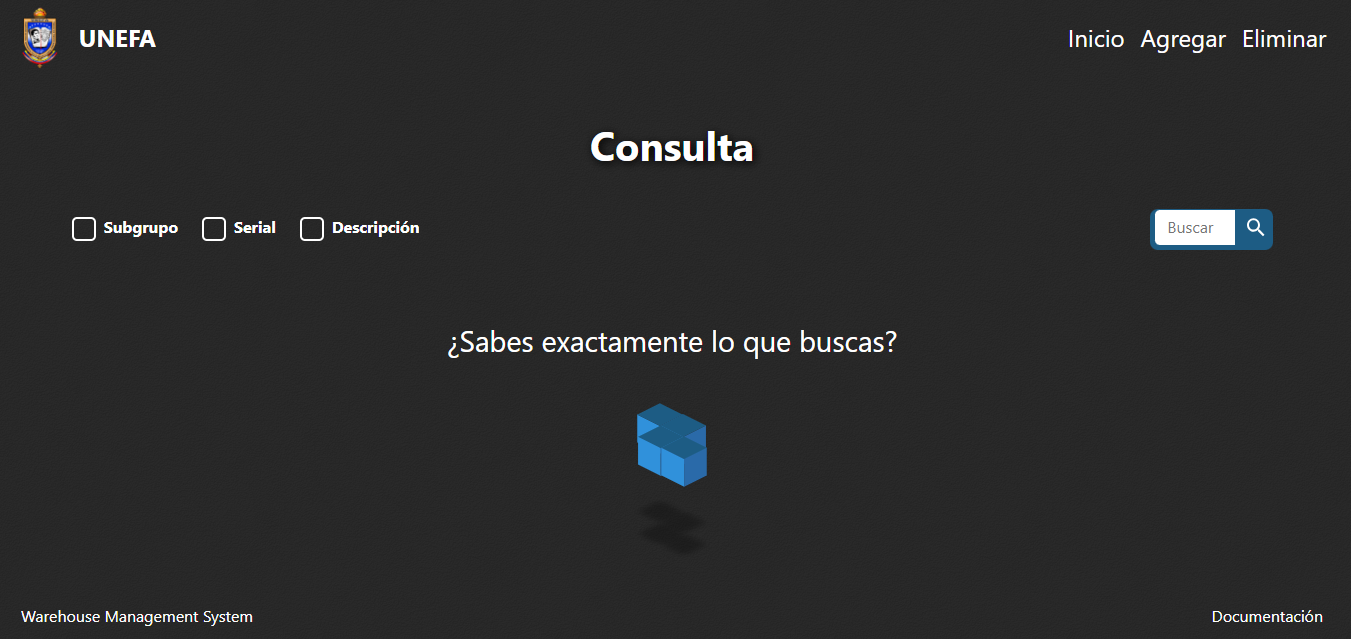 UNEFA
Inicio Agregar Eliminar
Consulta
Subgrupo Serial Descripción
Buscar
¿Sabes exactamente lo que buscas?
Warehouse Management System
Documentación